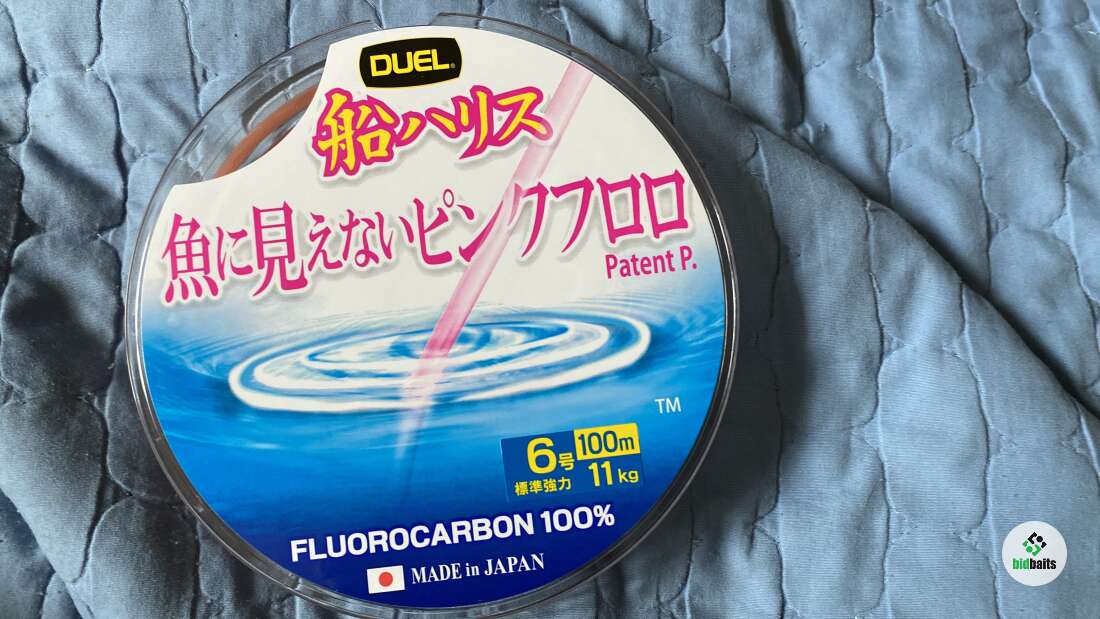 DUEL®
船ハリス
魚に見えないピンクフロロ
Patent P.
TM
6号 100m
標準強力 11kg
FLUOROCARBON 100%
MADE in JAPAN
bidbaits